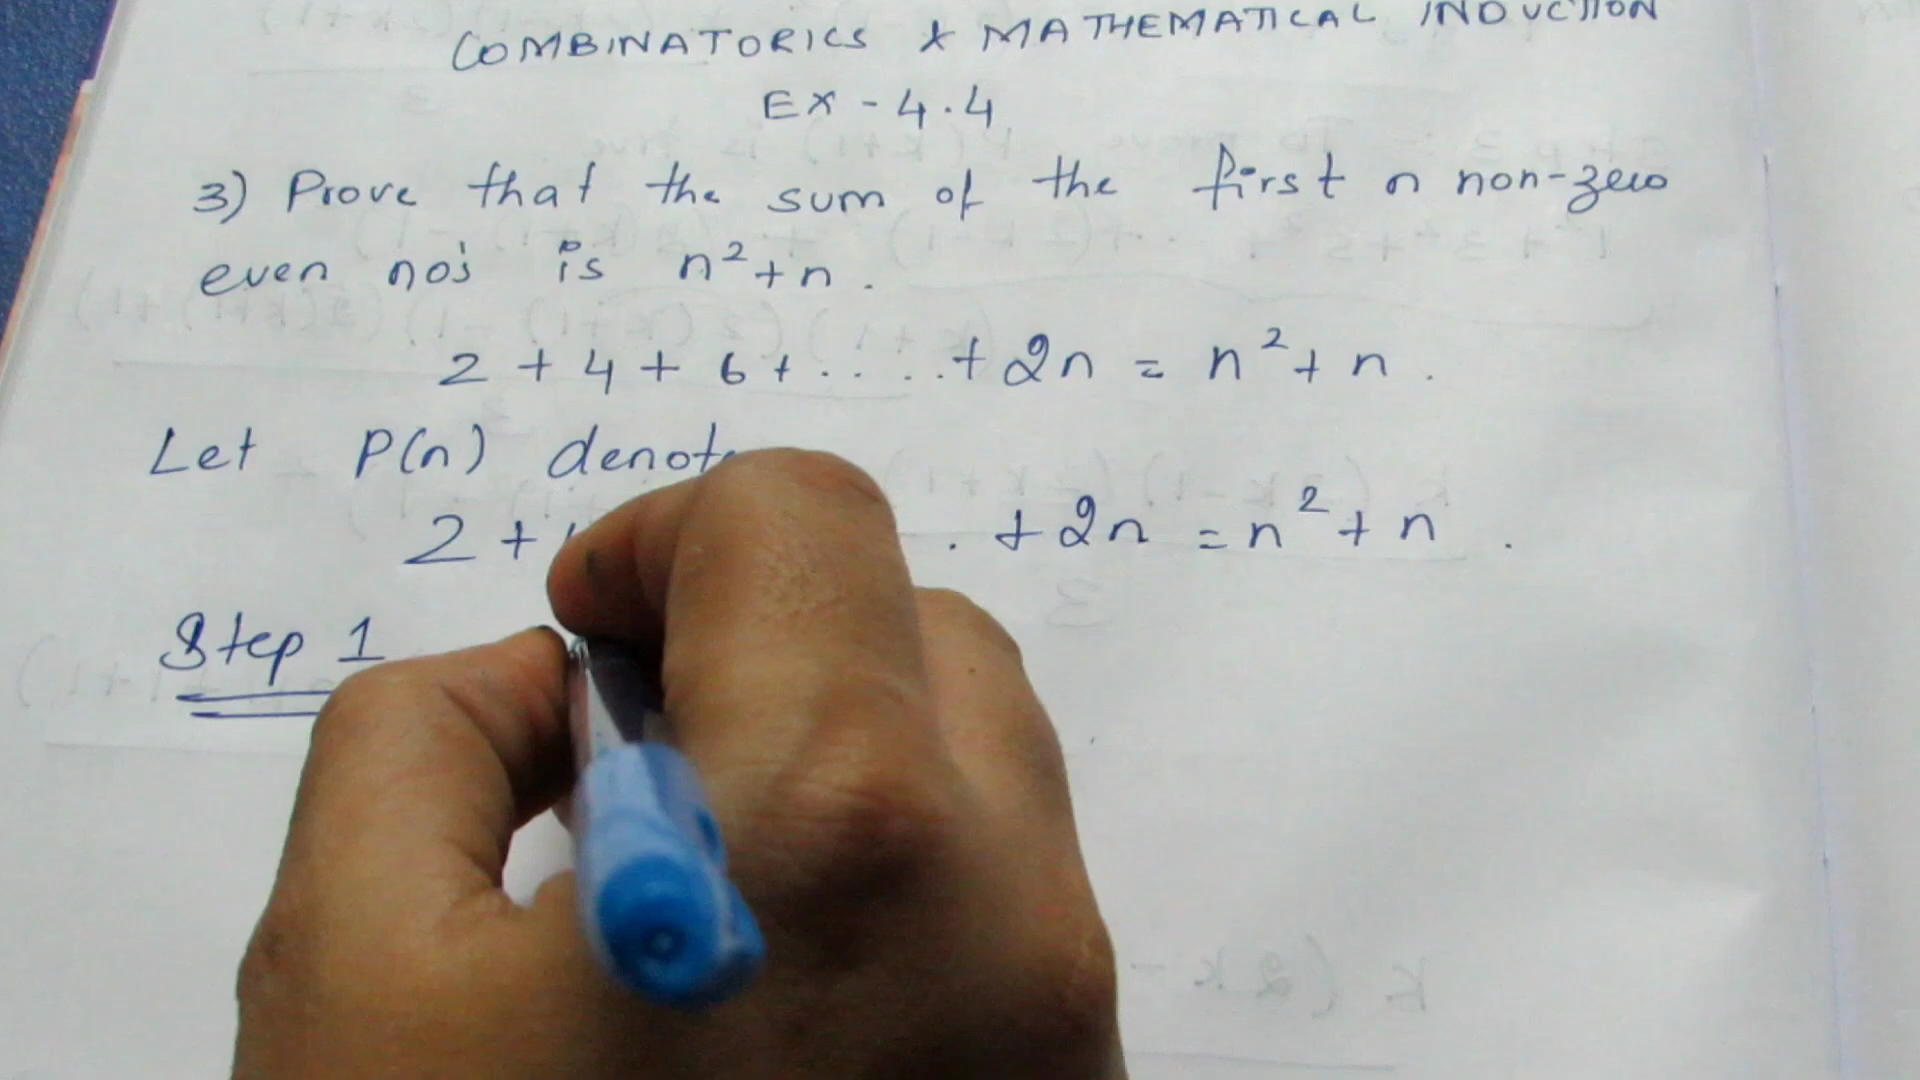 COMBINATORICS & MATHEMATICAL INDUCTION
EX - 4.4
3) Prove that the sum of the first n non-zero
even no's is n²+n.
2 + 4 + 6 + . . . . + 2n = n² + n .
Let P(n) denote
2 + . + 2n = n² + n .
Step 1